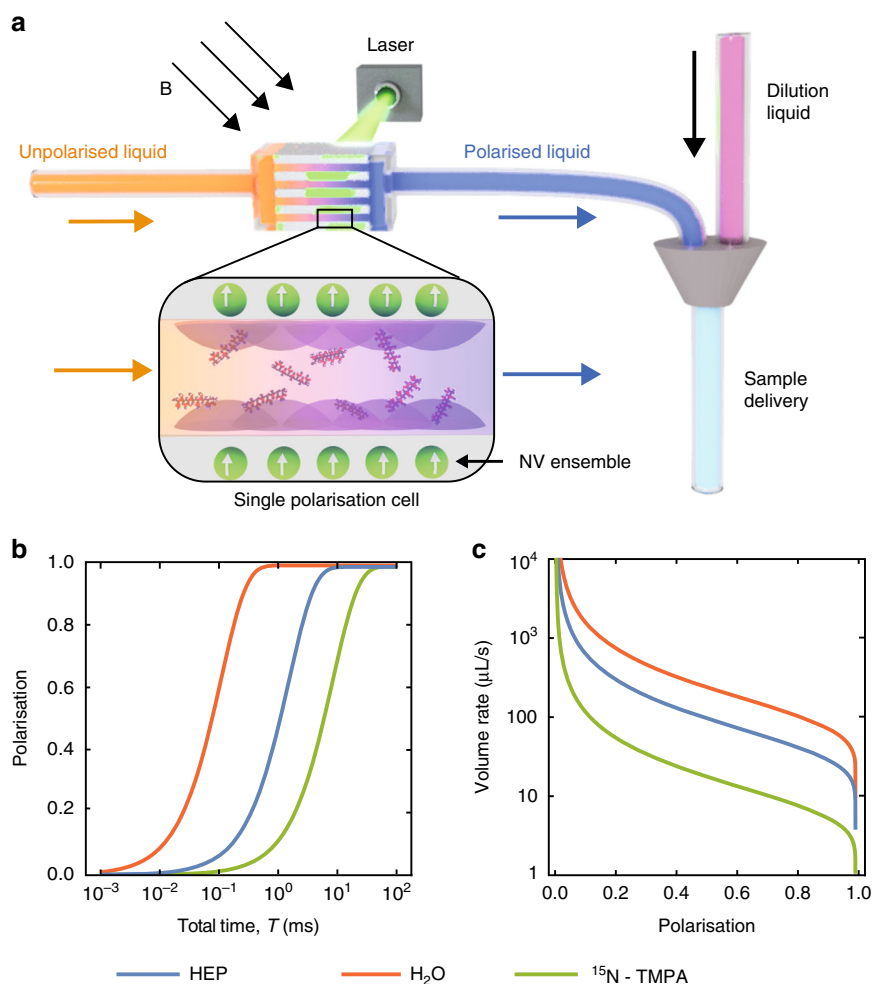 a
Laser
B
Dilution
liquid
Unpolarised liquid
Polarised liquid
Sample
delivery
NV ensemble
Single polarisation cell
b
1.0
0.8
0.6
0.4
0.2
0.0
Polarisation
10⁻³ 10⁻² 10⁻¹ 10⁰ 10¹ 10²
Total time, T (ms)
c
10⁴
10³
100
10
1
Volume rate (µL/s)
0.0 0.2 0.4 0.6 0.8 1.0
Polarisation
HEP H₂O ¹⁵N - TMPA